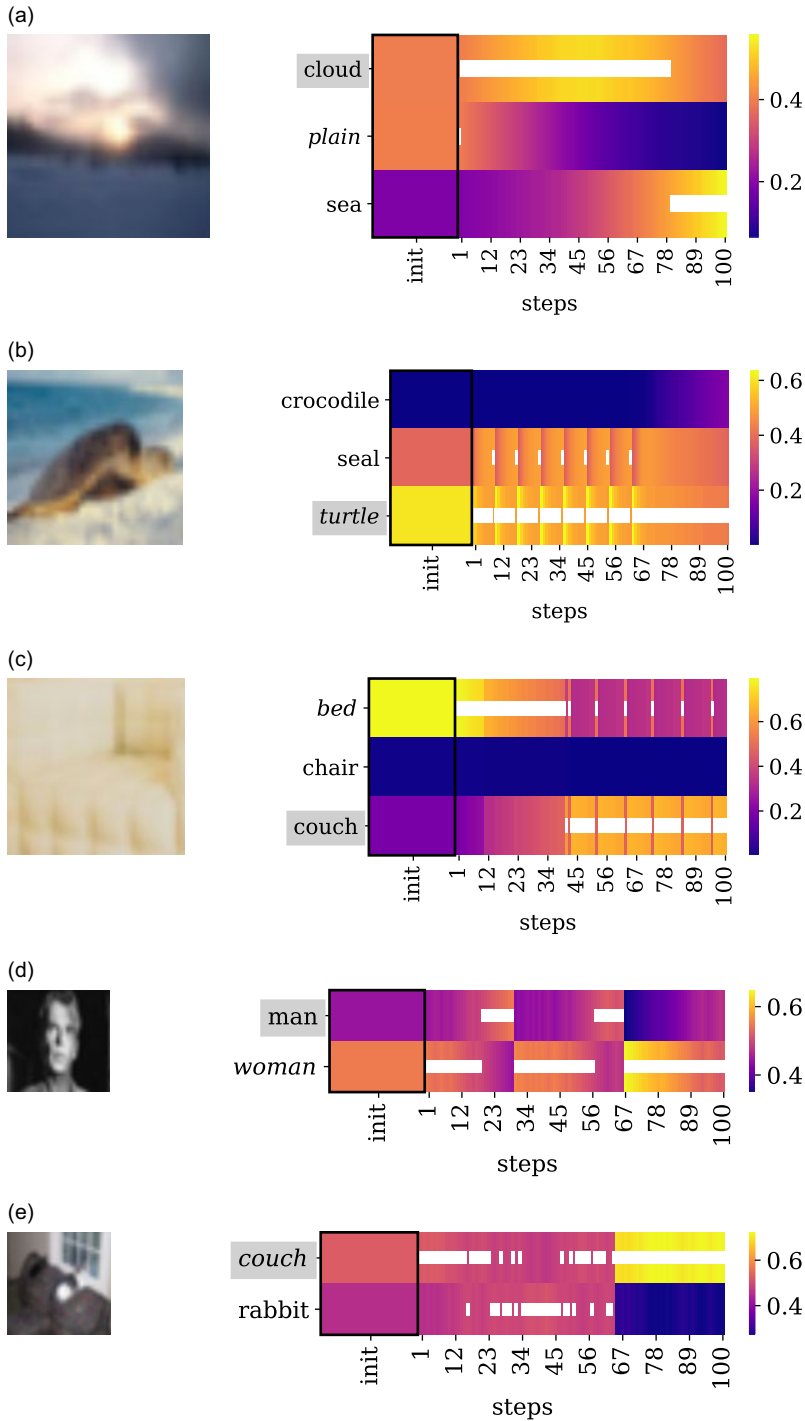 (a)
cloud
plain
sea
0.4
0.2
init
1 12 23 34 45 56 67 78 89 100
steps
(b)
crocodile
seal
turtle
0.6
0.4
0.2
init
1 12 23 34 45 56 67 78 89 100
steps
(c)
bed
chair
couch
0.6
0.4
0.2
init
1 12 23 34 45 56 67 78 89 100
steps
(d)
man
woman
0.6
0.4
init
1 12 23 34 45 56 67 78 89 100
steps
(e)
couch
rabbit
0.6
0.4
init
1 12 23 34 45 56 67 78 89 100
steps